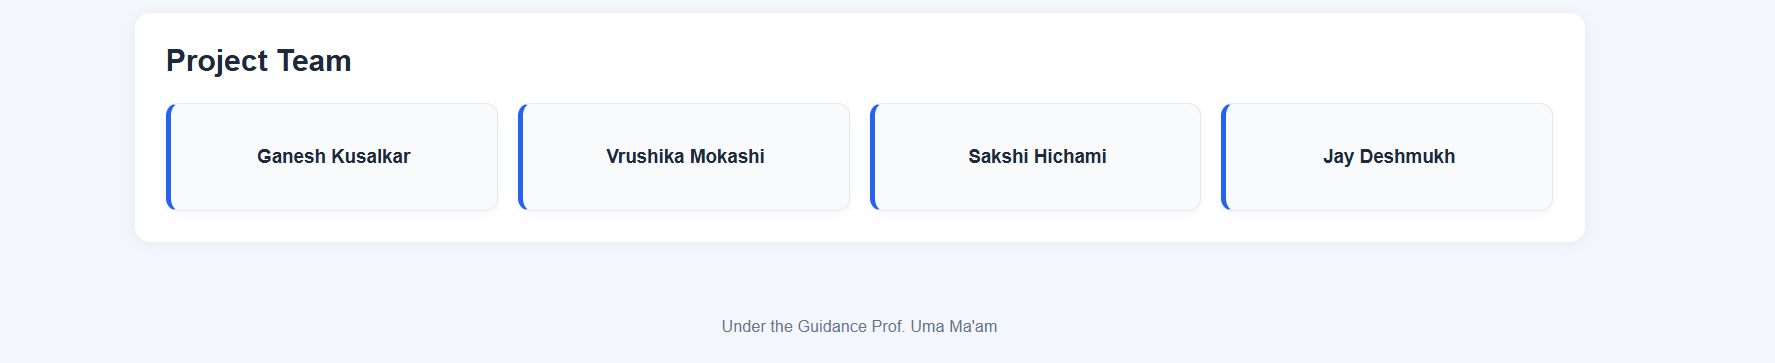 Project Team
Ganesh Kusalkar
Vrushika Mokashi
Sakshi Hichami
Jay Deshmukh
Under the Guidance Prof. Uma Ma'am